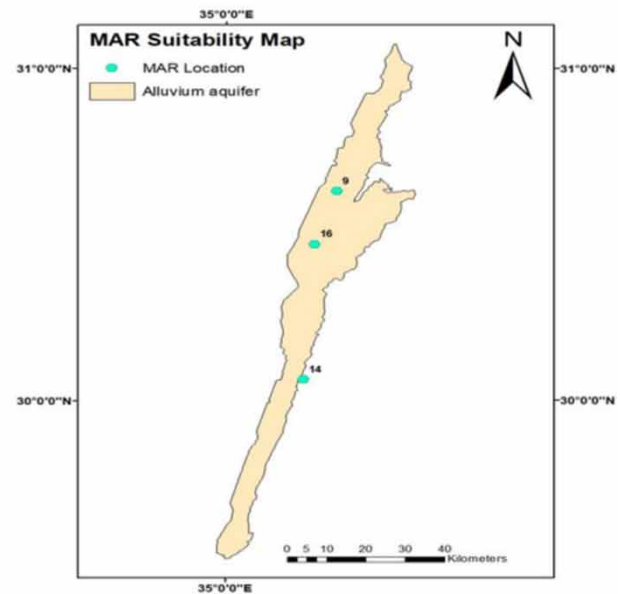 35°0'0"E
MAR Suitability Map
N
31°0'0"N
31°0'0"N
MAR Location
Alluvium aquifer
9
16
14
30°0'0"N
30°0'0"N
0 5 10 20 30 40
Kilometers
35°0'0"E